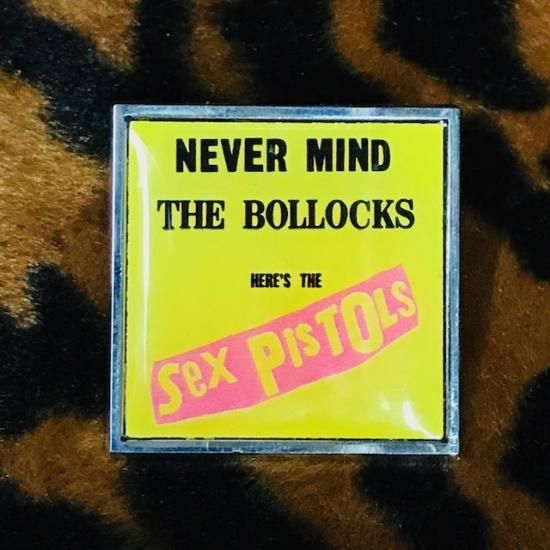 NEVER MIND
THE BOLLOCKS
HERE'S THE
Sex PisTOls